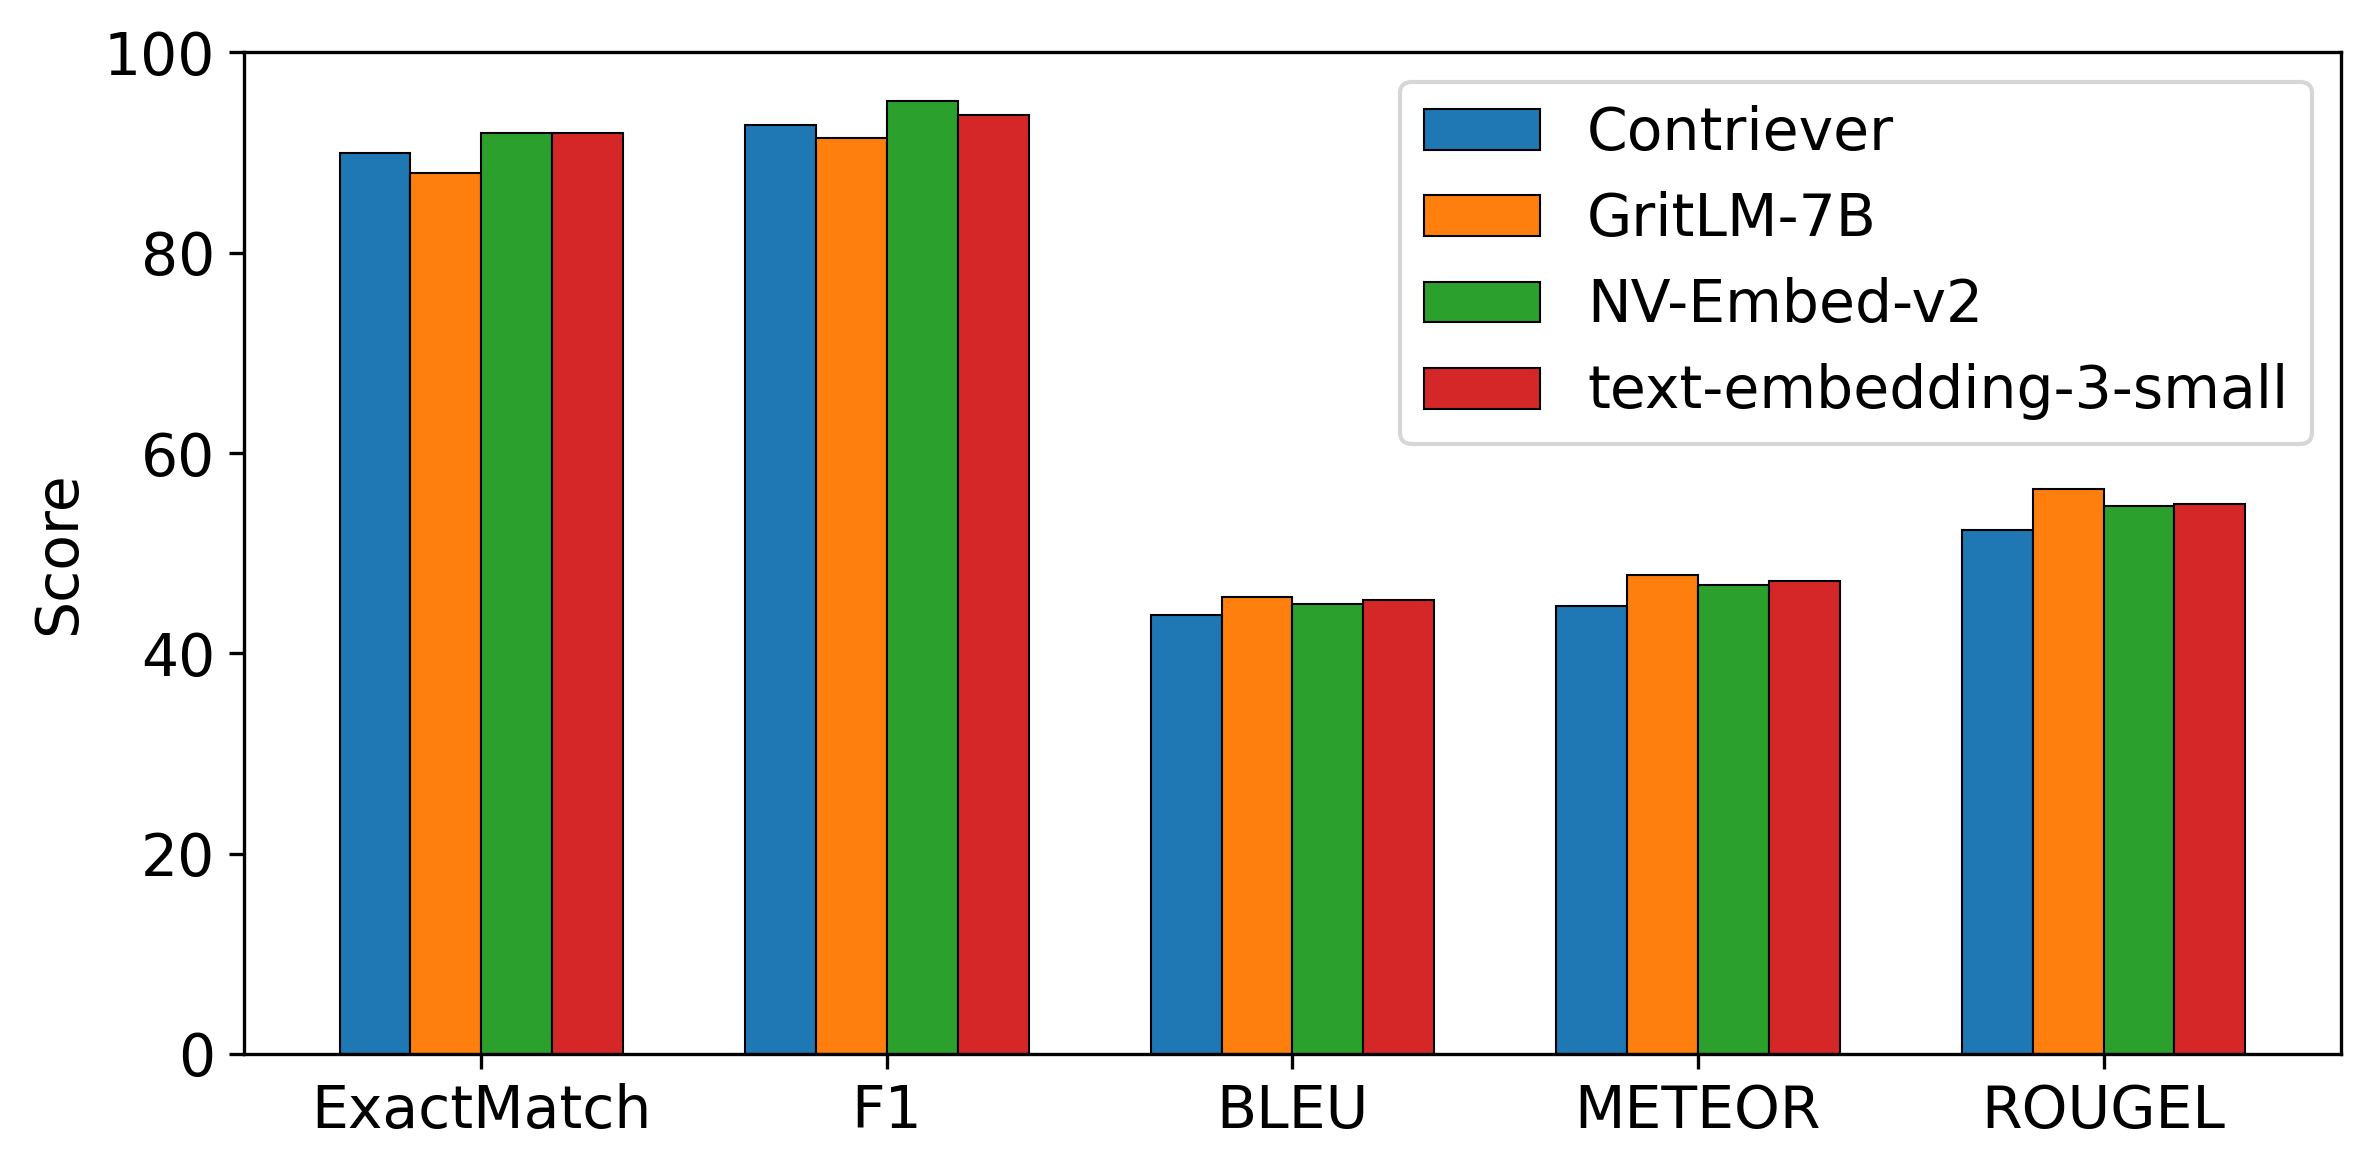 100
80
60
40
20
0
Score
Contriever
GritLM-7B
NV-Embed-v2
text-embedding-3-small
ExactMatch
F1
BLEU
METEOR
ROUGEL